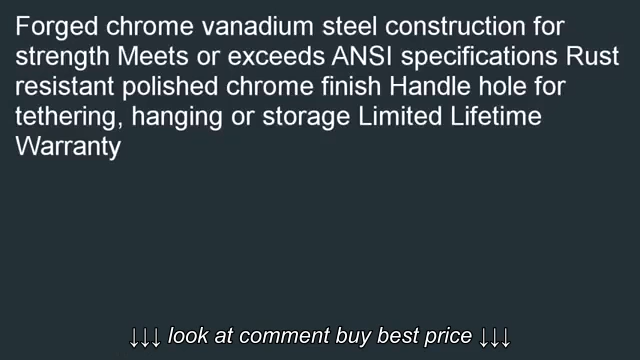 Forged chrome vanadium steel construction for
strength Meets or exceeds ANSI specifications Rust
resistant polished chrome finish Handle hole for
tethering, hanging or storage Limited Lifetime
Warranty
↓↓↓ look at comment buy best price ↓↓↓